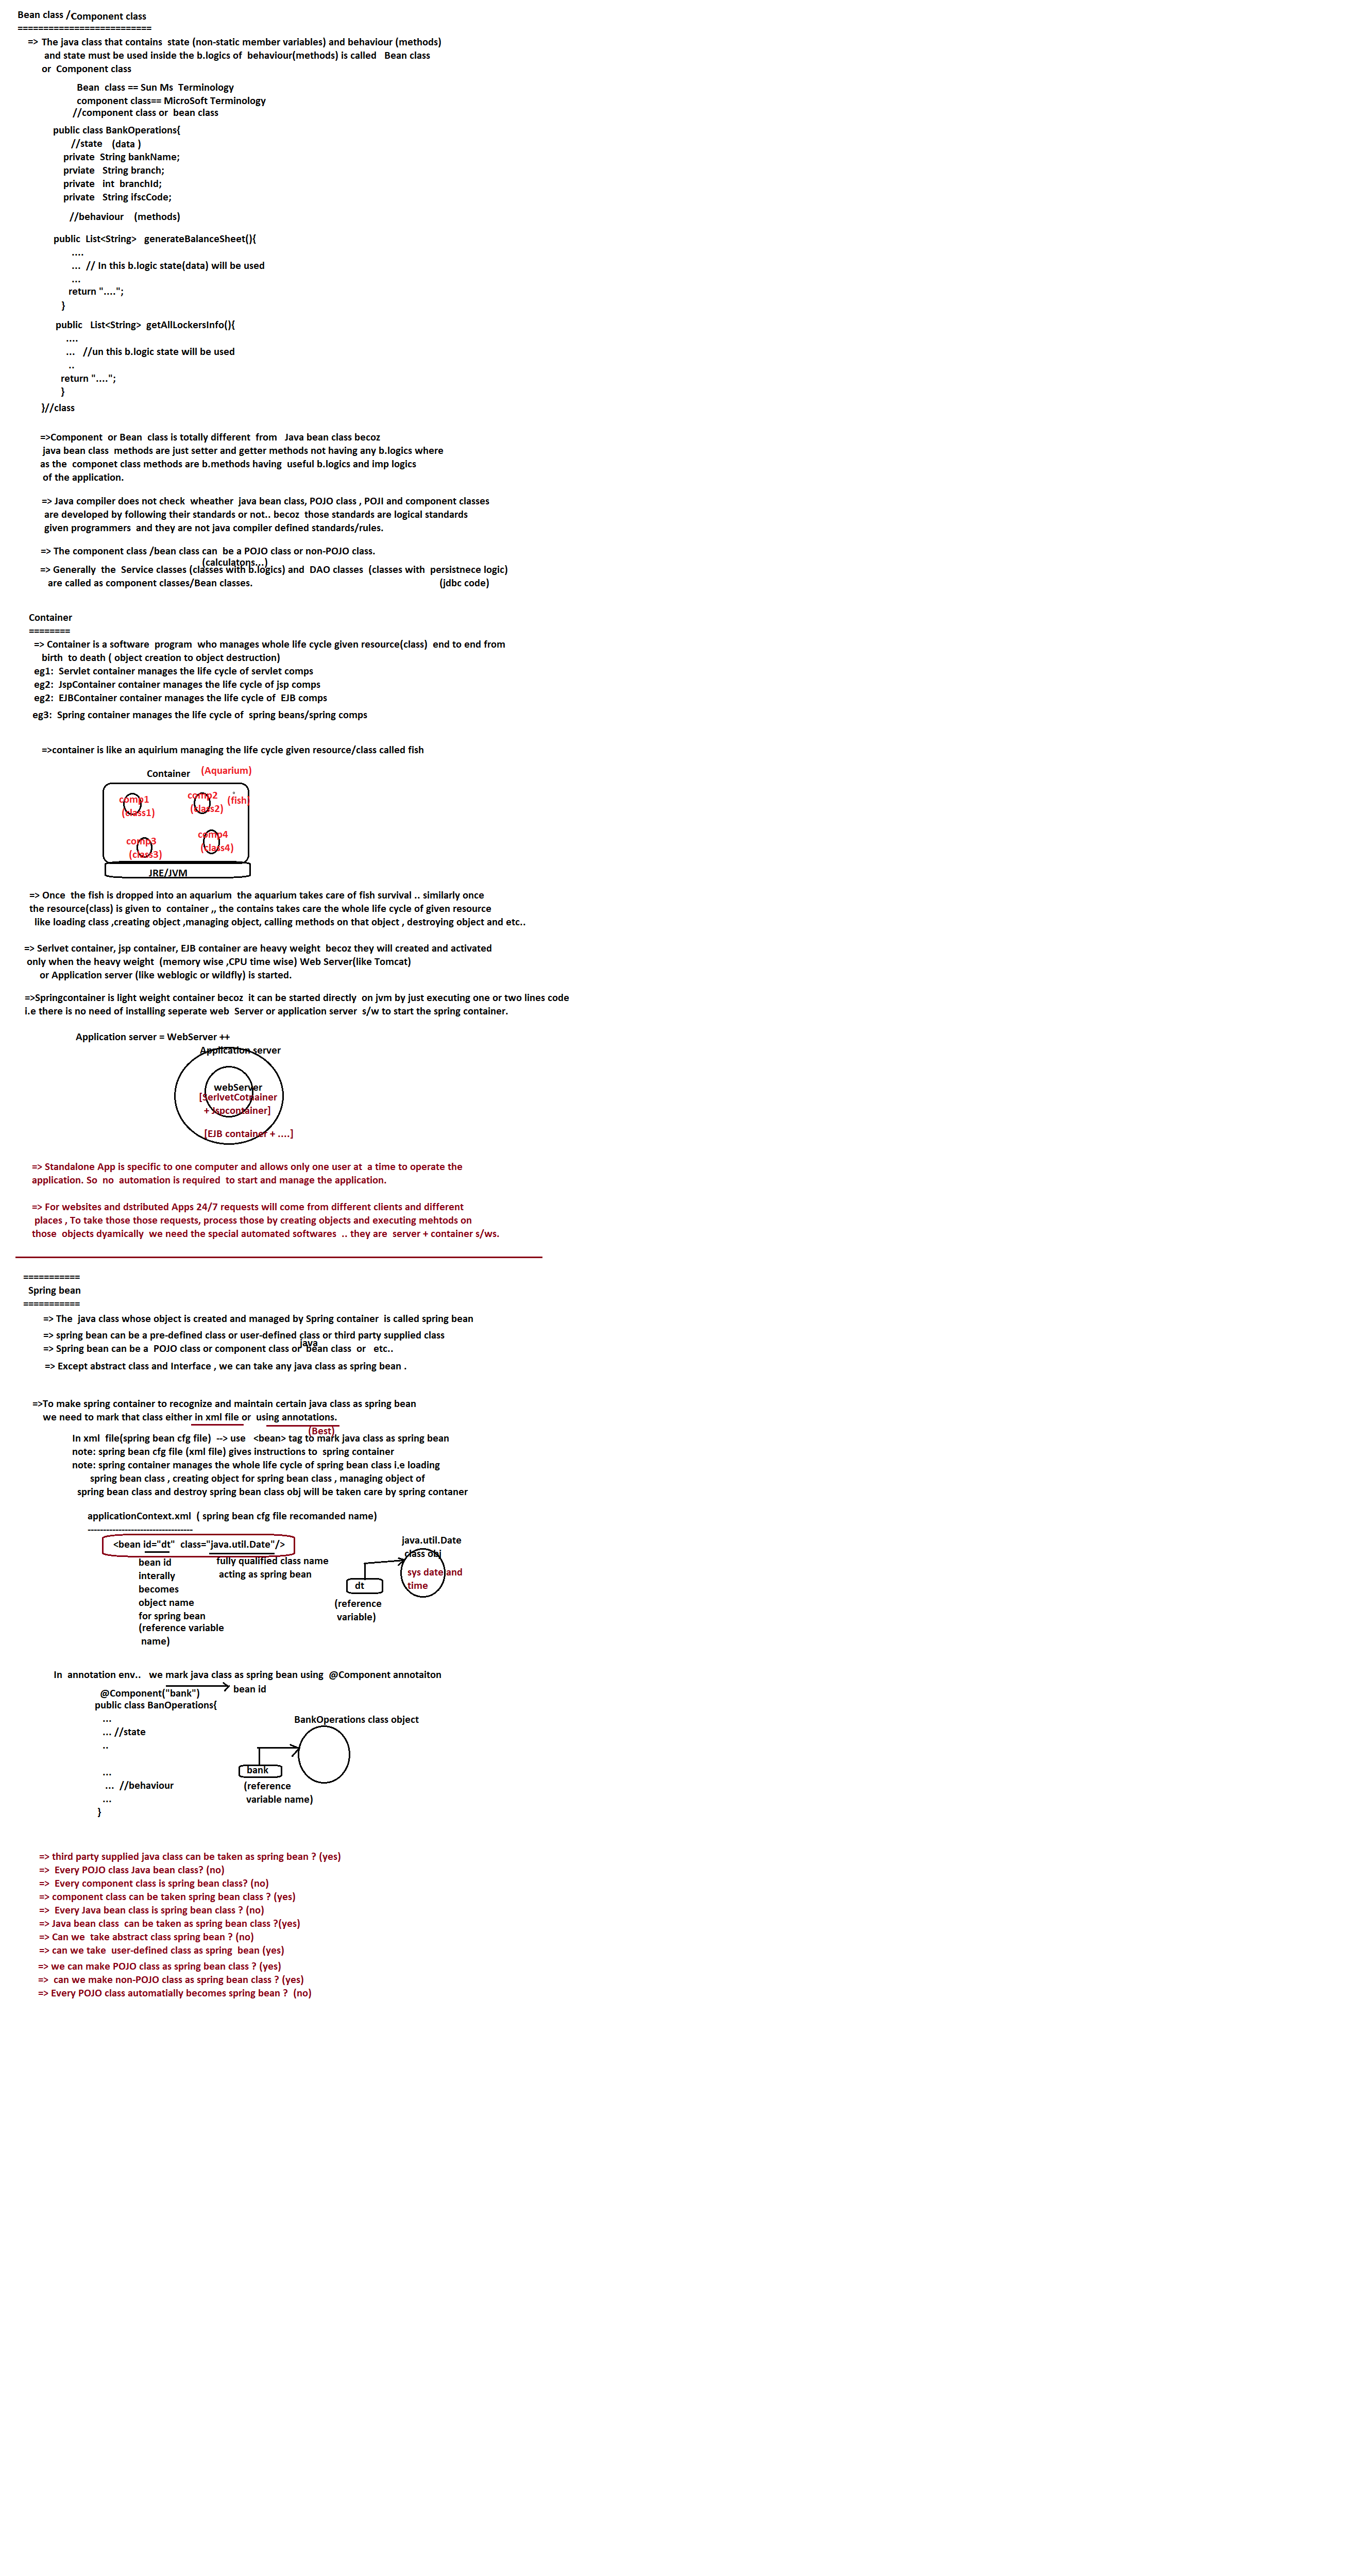 Bean class /Component class
==========================
=> The java class that contains state (non-static member variables) and behaviour (methods)
and state must be used inside the b.logics of behaviour(methods) is called Bean class
or Component class
Bean class == Sun Ms Terminology
component class== MicroSoft Terminology
//component class or bean class
public class BankOperations{
//state (data )
private String bankName;
prviate String branch;
private int branchId;
private String ifscCode;
//behaviour (methods)
public List<String> generateBalanceSheet(){
....
... // In this b.logic state(data) will be used
...
return "....";
}
public List<String> getAllLockersInfo(){
....
... //un this b.logic state will be used
..
return "....";
}
}//class
=>Component or Bean class is totally different from Java bean class becoz
java bean class methods are just setter and getter methods not having any b.logics where
as the componet class methods are b.methods having useful b.logics and imp logics
of the application.
=> Java compiler does not check wheather java bean class, POJO class , POJI and component classes
are developed by following their standards or not.. becoz those standards are logical standards
given programmers and they are not java compiler defined standards/rules.
=> The component class /bean class can be a POJO class or non-POJO class.
(calculatons...)
=> Generally the Service classes (classes with b.logics) and DAO classes (classes with persistnece logic)
are called as component classes/Bean classes. (jdbc code)
Container
========
=> Container is a software program who manages whole life cycle given resource(class) end to end from
birth to death ( object creation to object destruction)
eg1: Servlet container manages the life cycle of servlet comps
eg2: JspContainer container manages the life cycle of jsp comps
eg2: EJBContainer container manages the life cycle of EJB comps
eg3: Spring container manages the life cycle of spring beans/spring comps
=>container is like an aquirium managing the life cycle given resource/class called fish
Container (Aquarium)
comp1 comp2 (fish)
(class1) (class2)
comp3 comp4
(class3) (class4)
JRE/JVM
=> Once the fish is dropped into an aquarium the aquarium takes care of fish survival .. similarly once
the resource(class) is given to container ,, the contains takes care the whole life cycle of given resource
like loading class ,creating object ,managing object, calling methods on that object , destroying object and etc..
=> Serlvet container, jsp container, EJB container are heavy weight becoz they will created and activated
only when the heavy weight (memory wise ,CPU time wise) Web Server(like Tomcat)
or Application server (like weblogic or wildfly) is started.
=>Springcontainer is light weight container becoz it can be started directly on jvm by just executing one or two lines code
i.e there is no need of installing seperate web Server or application server s/w to start the spring container.
Application server = WebServer ++
Application server
webServer
[SerlvetCotnainer
+ Jspcontainer]
[EJB container + ....]
=> Standalone App is specific to one computer and allows only one user at a time to operate the
application. So no automation is required to start and manage the application.
=> For websites and dstributed Apps 24/7 requests will come from different clients and different
places , To take those those requests, process those by creating objects and executing mehtods on
those objects dyamically we need the special automated softwares .. they are server + container s/ws.
===========
Spring bean
===========
=> The java class whose object is created and managed by Spring container is called spring bean
=> spring bean can be a pre-defined class or user-defined class or third party supplied class
java
=> Spring bean can be a POJO class or component class or bean class or etc..
=> Except abstract class and Interface , we can take any java class as spring bean .
=>To make spring container to recognize and maintain certain java class as spring bean
we need to mark that class either in xml file or using annotations.
(Best)
In xml file(spring bean cfg file) --> use <bean> tag to mark java class as spring bean
note: spring bean cfg file (xml file) gives instructions to spring container
note: spring container manages the whole life cycle of spring bean class i.e loading
spring bean class , creating object for spring bean class , managing object of
spring bean class and destroy spring bean class obj will be taken care by spring contaner
applicationContext.xml ( spring bean cfg file recomanded name)
----------------------------------
<bean id="dt" class="java.util.Date"/>
bean id
interally
becomes
object name
for spring bean
(reference variable
name)
fully qualified class name
acting as spring bean
java.util.Date
class obj
sys date and
time
dt
(reference
variable)
In annotation env.. we mark java class as spring bean using @Component annotaiton
@Component("bank") bean id
public class BanOperations{
...
... //state
..
...
... //behaviour
...
}
BankOperations class object
bank
(reference
variable name)
=> third party supplied java class can be taken as spring bean ? (yes)
=> Every POJO class Java bean class? (no)
=> Every component class is spring bean class? (no)
=> component class can be taken spring bean class ? (yes)
=> Every Java bean class is spring bean class ? (no)
=> Java bean class can be taken as spring bean class ?(yes)
=> Can we take abstract class spring bean ? (no)
=> can we take user-defined class as spring bean (yes)
=> we can make POJO class as spring bean class ? (yes)
=> can we make non-POJO class as spring bean class ? (yes)
=> Every POJO class automatially becomes spring bean ? (no)